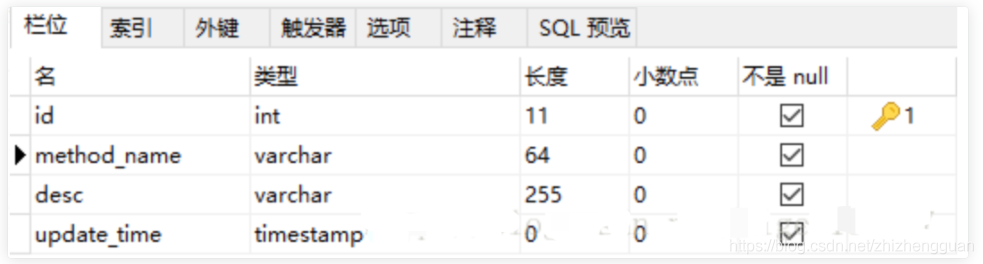 栏位 索引 外键 触发器 选项 注释 SQL 预览
名 类型 长度 小数点 不是 null
id int 11 0 1
method_name varchar 64 0
desc varchar 255 0
update_time timestamp 0 0
https://blog.csdn.net/zhizhengguan